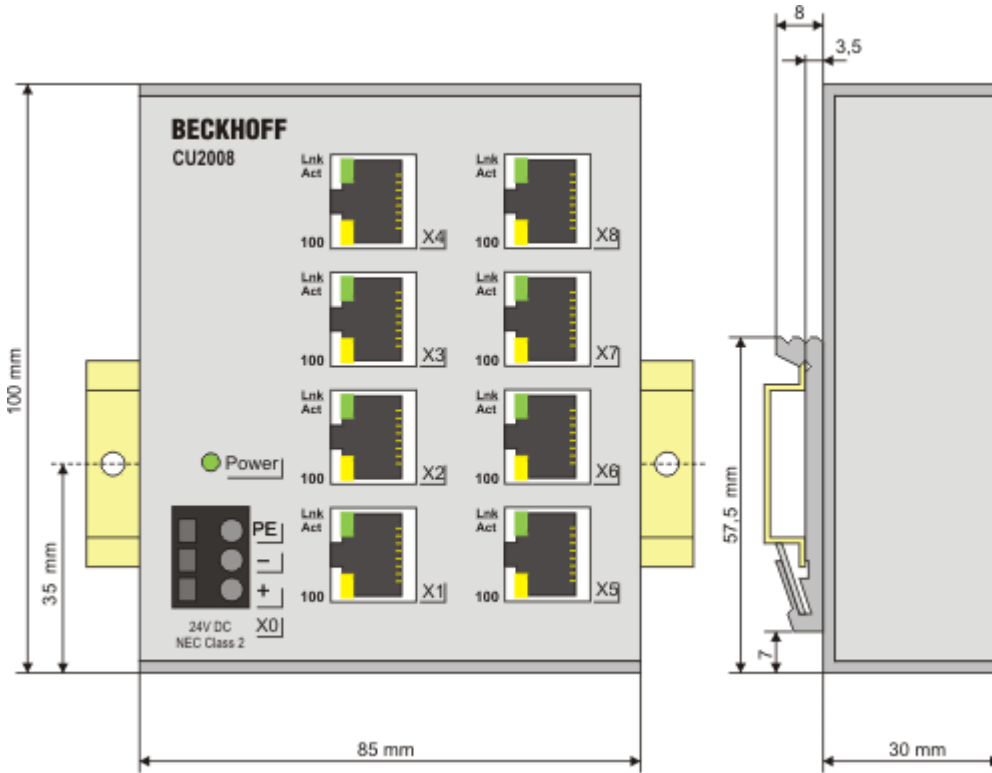 8
3,5
BECKHOFF
CU2008
Lnk
Act
100
X4
Lnk
Act
100
X8
Lnk
Act
100
X3
Lnk
Act
100
X7
Lnk
Act
100
X2
Lnk
Act
100
X6
Lnk
Act
100
X1
Lnk
Act
100
X5
Power
PE
–
+
X0
24V DC
NEC Class 2
100 mm
35 mm
57,5 mm
7
85 mm
30 mm